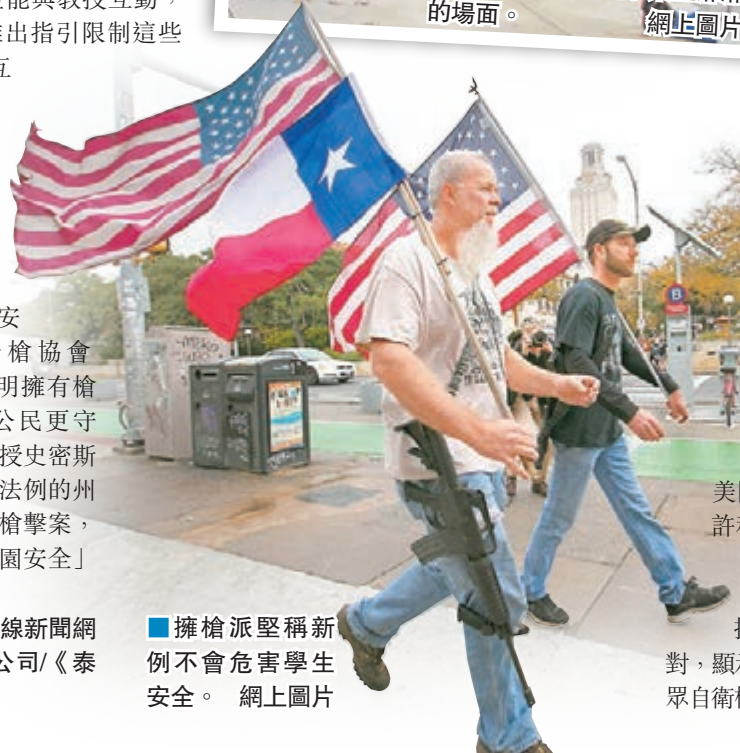 能與教授互動，
推出指引限制這些
互
的場面。
網上圖片
安
槍協會
明擁有槍
公民更守
授史密斯
法例的州
槍擊案，
園安全」
線新聞網
公司/《泰
■擁槍派堅稱新
例不會危害學生
安全。 網上圖片
B
美
許
對，顯
眾自衛